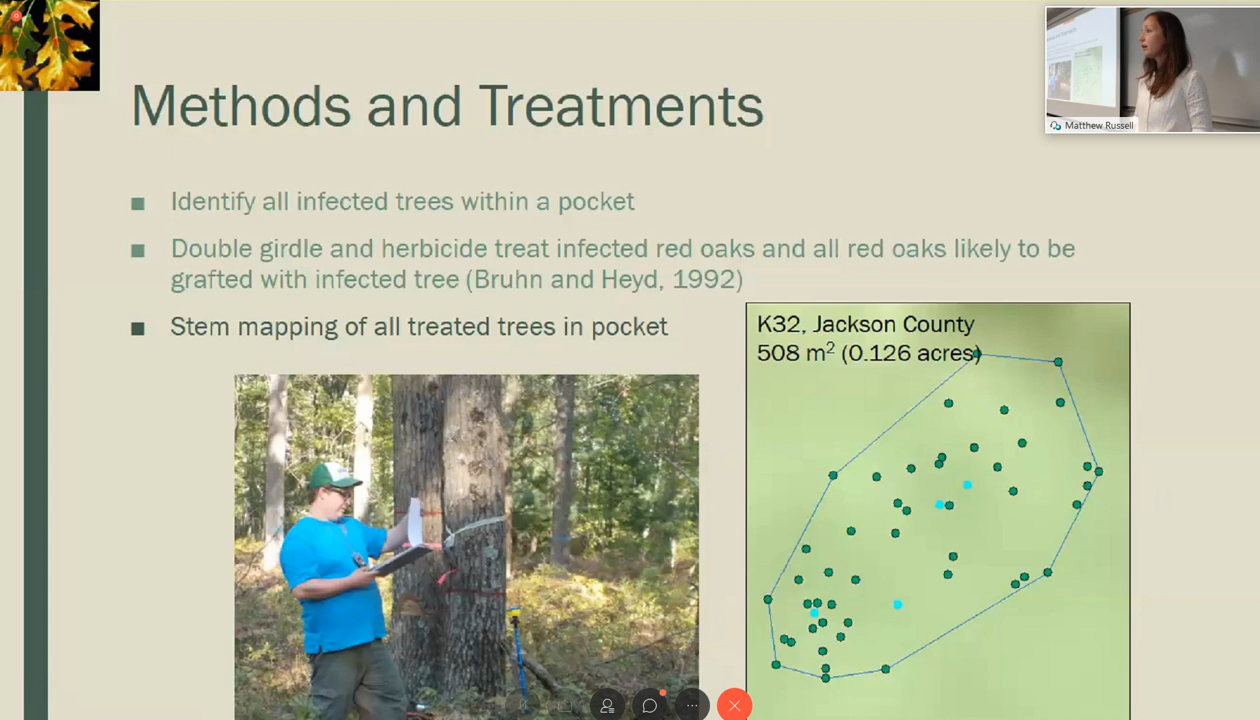 Methods and Treatments
Matthew Russell
■ Identify all infected trees within a pocket
■ Double girdle and herbicide treat infected red oaks and all red oaks likely to be
grafted with infected tree (Bruhn and Heyd, 1992)
■ Stem mapping of all treated trees in pocket
K32, Jackson County
508 m² (0.126 acres)